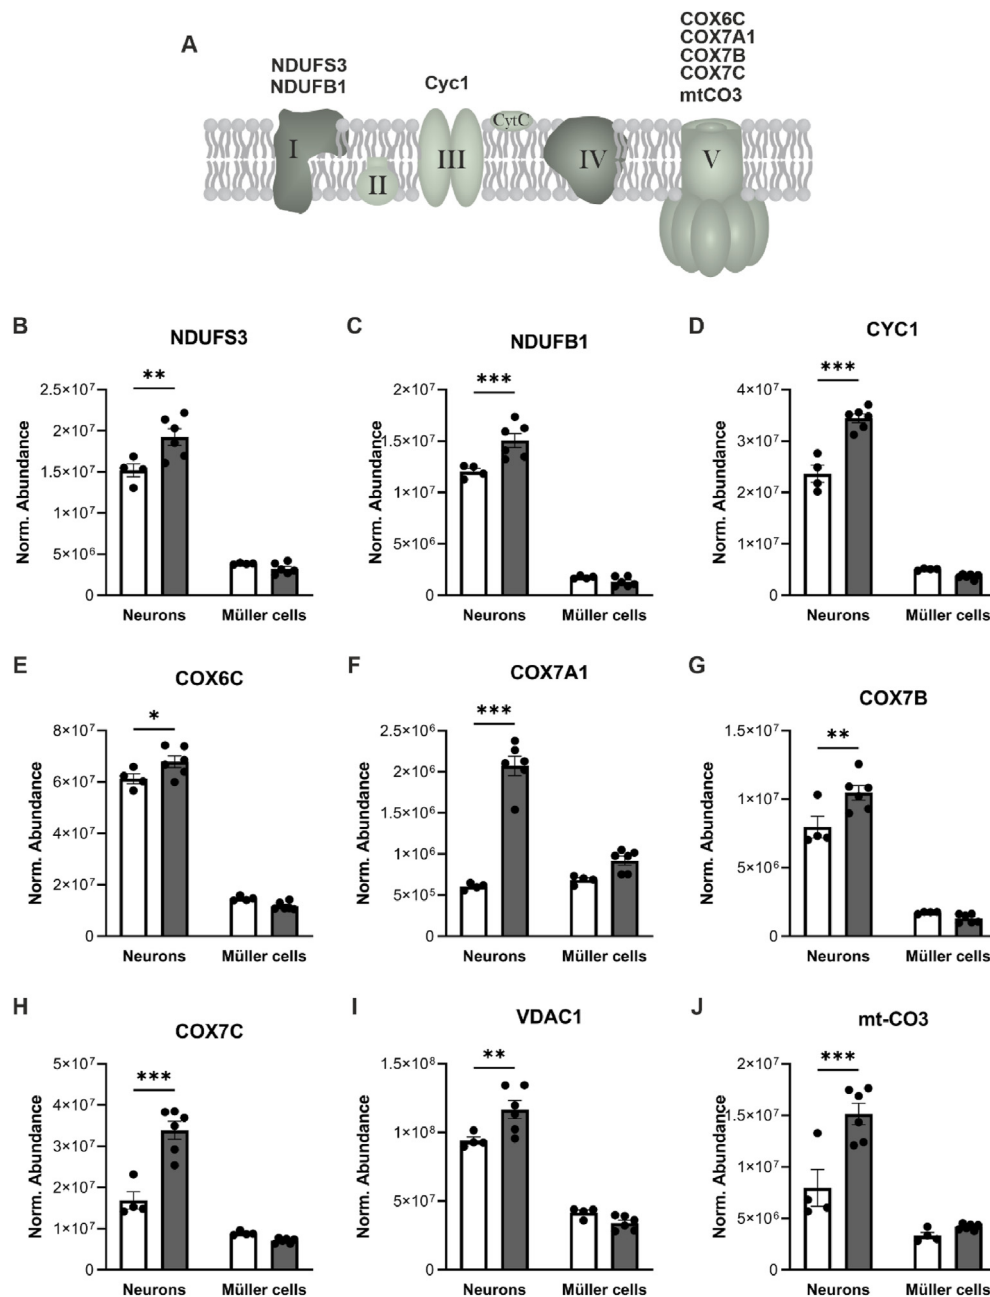 A
NDUFS3
NDUFB1
Cyc1
COX6C
COX7A1
COX7B
COX7C
mtCO3
I
II
III
CytC
IV
V
B
NDUFS3
**
Norm. Abundance
2.5×10⁷
2×10⁷
1.5×10⁷
1×10⁷
5×10⁶
0
Neurons Müller cells
C
NDUFB1
***
Norm. Abundance
2×10⁷
1.5×10⁷
1×10⁷
5×10⁶
0
Neurons Müller cells
D
CYC1
***
Norm. Abundance
4×10⁷
3×10⁷
2×10⁷
1×10⁷
0
Neurons Müller cells
E
COX6C
*
Norm. Abundance
8×10⁷
6×10⁷
4×10⁷
2×10⁷
0
Neurons Müller cells
F
COX7A1
***
Norm. Abundance
2.5×10⁶
2×10⁶
1.5×10⁶
1×10⁶
5×10⁵
0
Neurons Müller cells
G
COX7B
**
Norm. Abundance
1.5×10⁷
1×10⁷
5×10⁶
0
Neurons Müller cells
H
COX7C
***
Norm. Abundance
5×10⁷
4×10⁷
3×10⁷
2×10⁷
1×10⁷
0
Neurons Müller cells
I
VDAC1
**
Norm. Abundance
1.5×10⁸
1×10⁸
5×10⁷
0
Neurons Müller cells
J
mt-CO3
***
Norm. Abundance
2×10⁷
1.5×10⁷
1×10⁷
5×10⁶
0
Neurons Müller cells